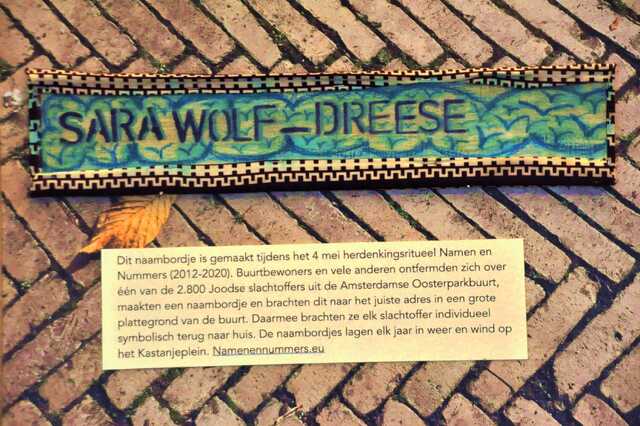 SARA WOLF-DREESE
Dit naambordje is gemaakt tijdens het 4 mei herdenkingsritueel Namen en
Nummers (2012-2020). Buurtbewoners en vele anderen ontfermden zich over
één van de 2.800 Joodse slachtoffers uit de Amsterdamse Oosterparkbuurt,
maakten een naambordje en brachten dit naar het juiste adres in een grote
plattegrond van de buurt. Daarmee brachten ze elk slachtoffer individueel
symbolisch terug naar huis. De naambordjes lagen elk jaar in weer en wind op
het Kastanjeplein. Namenennummers.eu